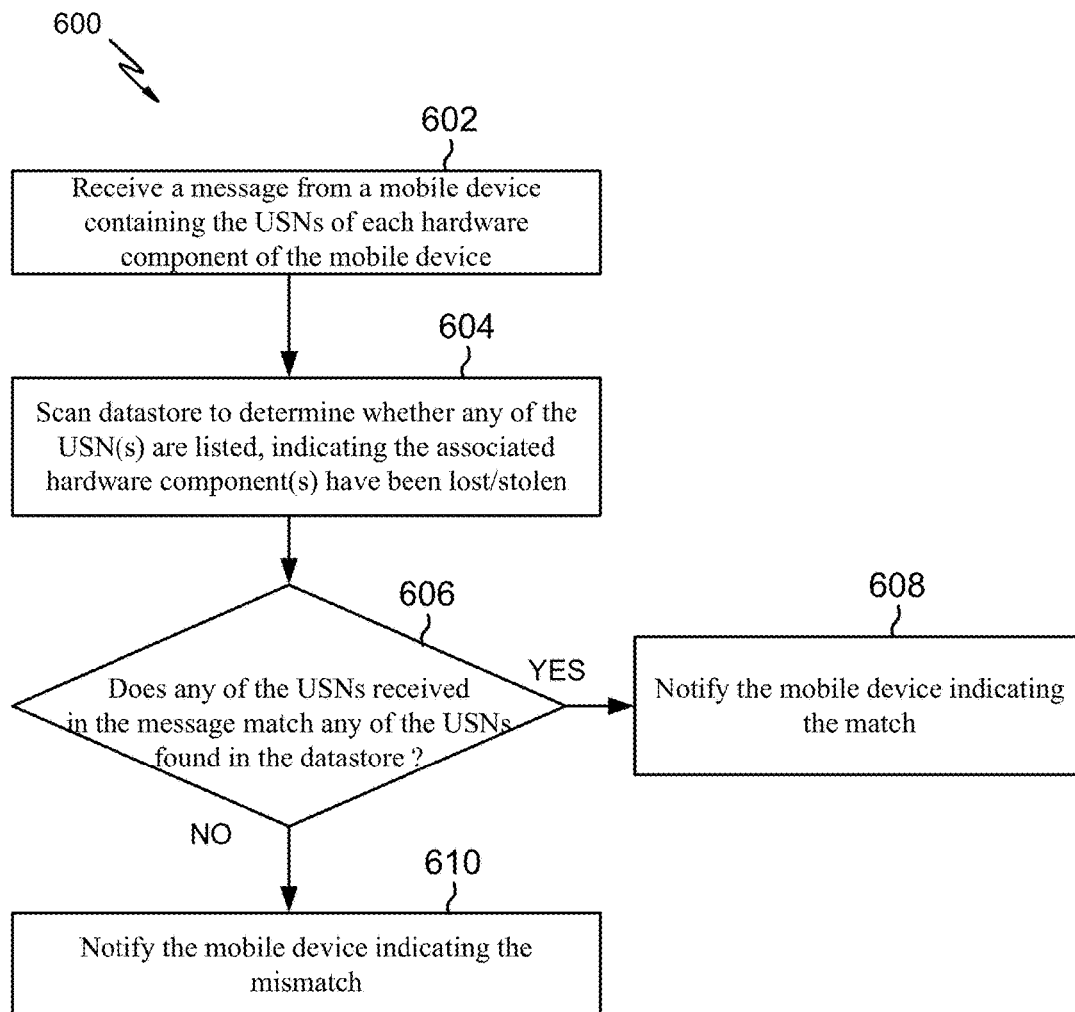 600
602
Receive a message from a mobile device
containing the USNs of each hardware
component of the mobile device
604
Scan datastore to determine whether any of the
USN(s) are listed, indicating the associated
hardware component(s) have been lost/stolen
606
608
YES
Does any of the USNs received
in the message match any of the USNs
found in the datastore ?
Notify the mobile device indicating
the match
NO
610
Notify the mobile device indicating the
mismatch